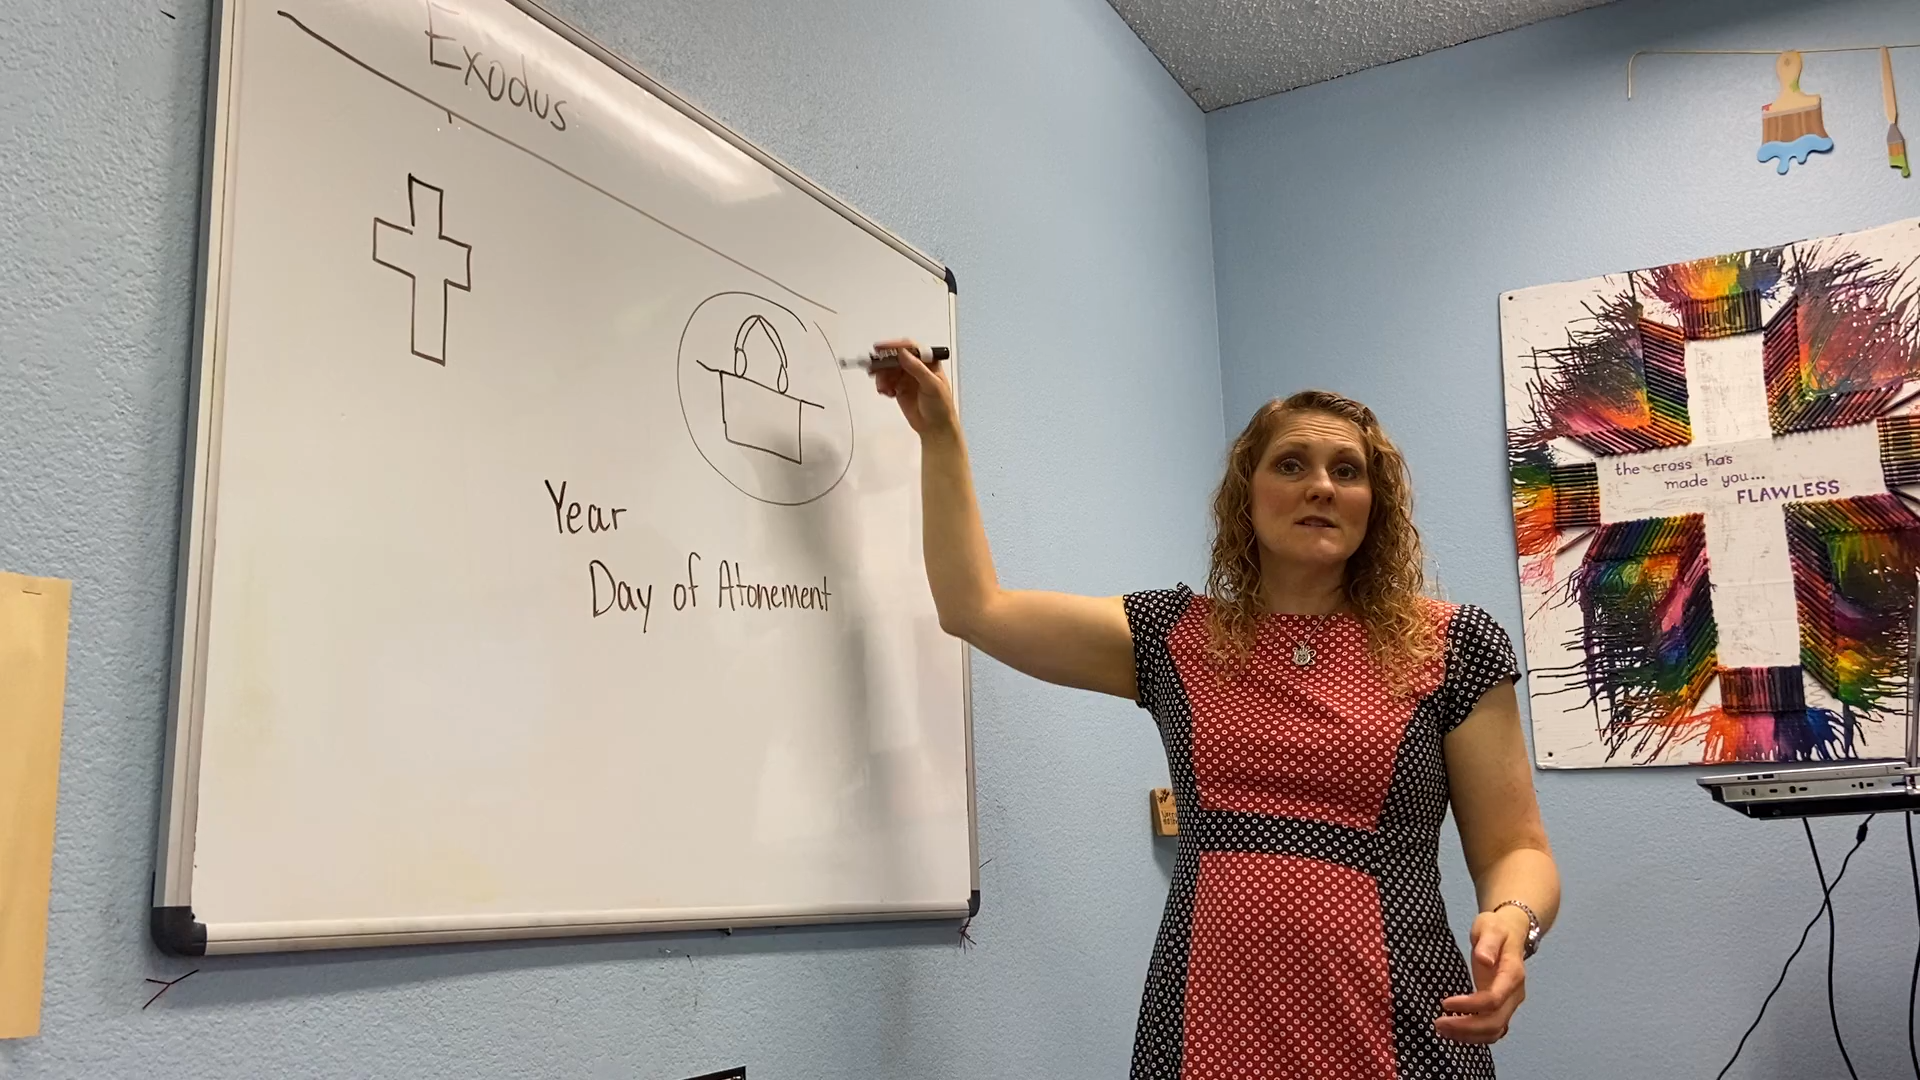 Exodus
Year
Day of Atonement
the cross has
made you...
FLAWLESS